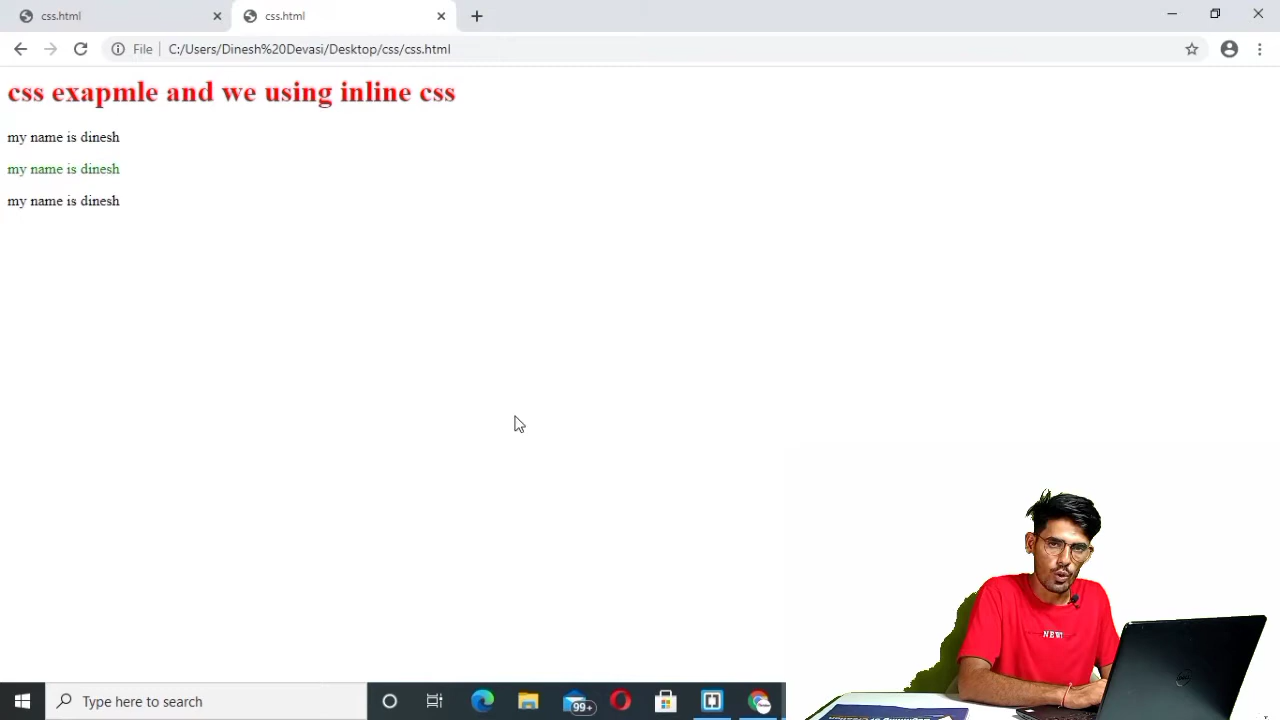 css.html
css.html
File
C:/Users/Dinesh%20Devasi/Desktop/css/css.html
css exapmle and we using inline css
my name is dinesh
my name is dinesh
my name is dinesh
NEW!
Type here to search
99+